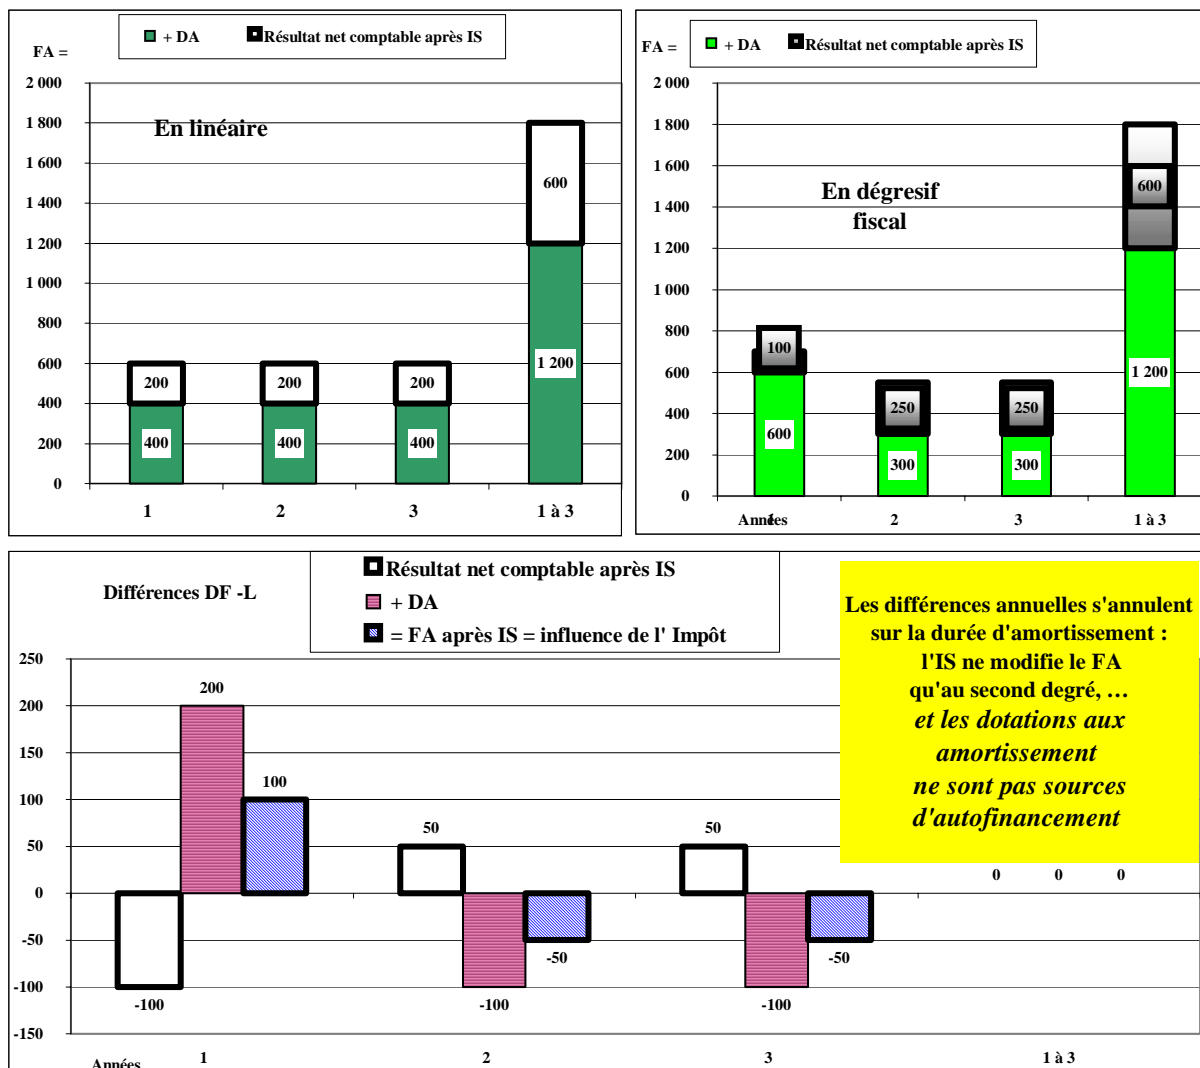 + DA Résultat net comptable après IS
FA =
2 000
1 800
1 600
1 400
1 200
1 000
800
600
400
200
0
En linéaire
200
200
200
600
400
400
400
1 200
1 2 3 1 à 3
+ DA Résultat net comptable après IS
FA =
2 000
1 800
1 600
1 400
1 200
1 000
800
600
400
200
0
En dégresif
fiscal
100
250
250
600
600
300
300
1 200
Années 1 2 3 1 à 3
Différences DF -L
Résultat net comptable après IS
+ DA
= FA après IS = influence de l' Impôt
Les différences annuelles s'annulent
sur la durée d'amortissement :
l'IS ne modifie le FA
qu'au second degré, …
et les dotations aux
amortissement
ne sont pas sources
d'autofinancement
250
200
150
100
50
0
-50
-100
-150
-100
200
100
50
-100
-50
50
-100
-50
0 0 0
Années 1 2 3 1 à 3